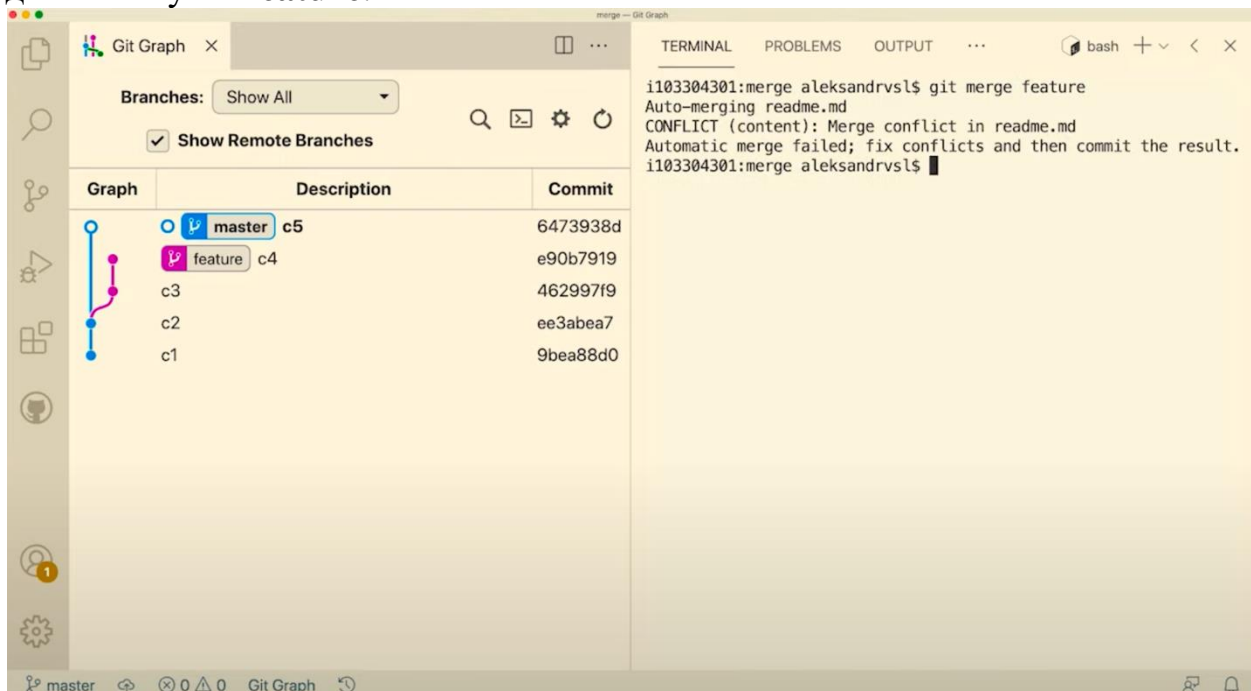 merge — Git Graph
Git Graph
Branches: Show All
Show Remote Branches
Graph Description Commit
master c5 6473938d
feature c4 e90b7919
c3 462997f9
c2 ee3abea7
c1 9bea88d0
TERMINAL PROBLEMS OUTPUT ... bash
i103304301:merge aleksandrvsl$ git merge feature
Auto-merging readme.md
CONFLICT (content): Merge conflict in readme.md
Automatic merge failed; fix conflicts and then commit the result.
i103304301:merge aleksandrvsl$
1
master 0 0 Git Graph